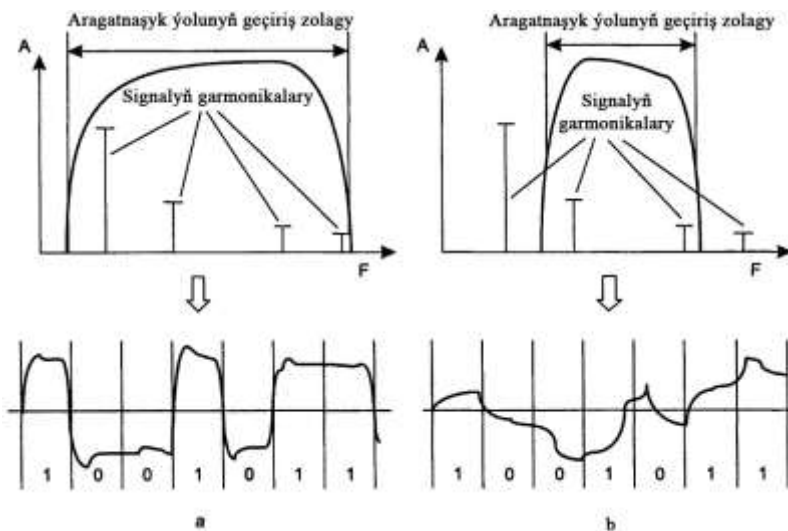 Aragatnaşyk ýolunyň geçiriş zolagy
A
Signalyň garmonikalary
F
1 0 0 1 0 1 1
a
Aragatnaşyk ýolunyň geçiriş zolagy
A
Signalyň
garmonikalary
F
1 0 0 1 0 1 1
b